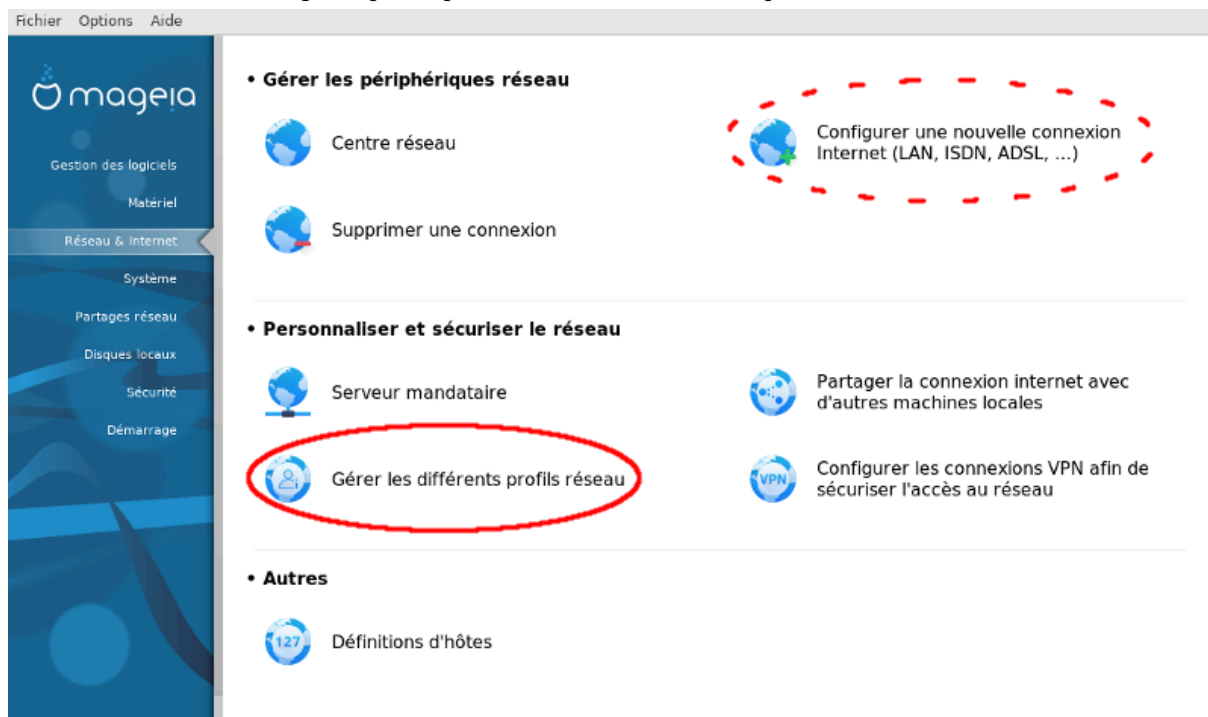 Fichier Options Aide
mageia
Gestion des logiciels
Matériel
Réseau & Internet
Système
Partages réseau
Disques locaux
Sécurité
Démarrage
• Gérer les périphériques réseau
Centre réseau
Configurer une nouvelle connexion
Internet (LAN, ISDN, ADSL, ...)
Supprimer une connexion
• Personnaliser et sécuriser le réseau
Serveur mandataire
Partager la connexion internet avec
d'autres machines locales
Gérer les différents profils réseau
VPN
Configurer les connexions VPN afin de
sécuriser l'accès au réseau
• Autres
127
Définitions d'hôtes